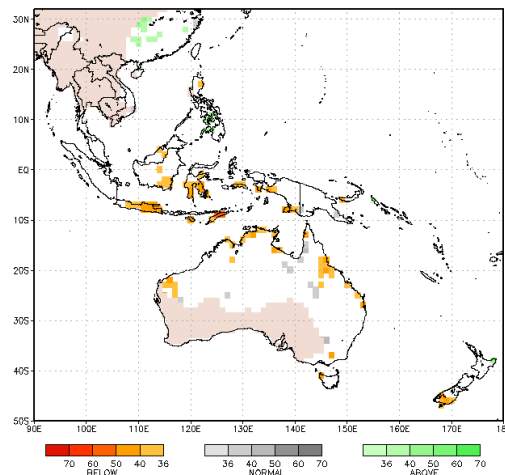 30N
20N
10N
EQ
10S
20S
30S
40S
50S
90E 100E 110E 120E 130E 140E 150E 160E 170E 18
70 60 50 40 36 36 40 50 60 70 36 40 50 60 70
BELOW NORMAL ABOVE